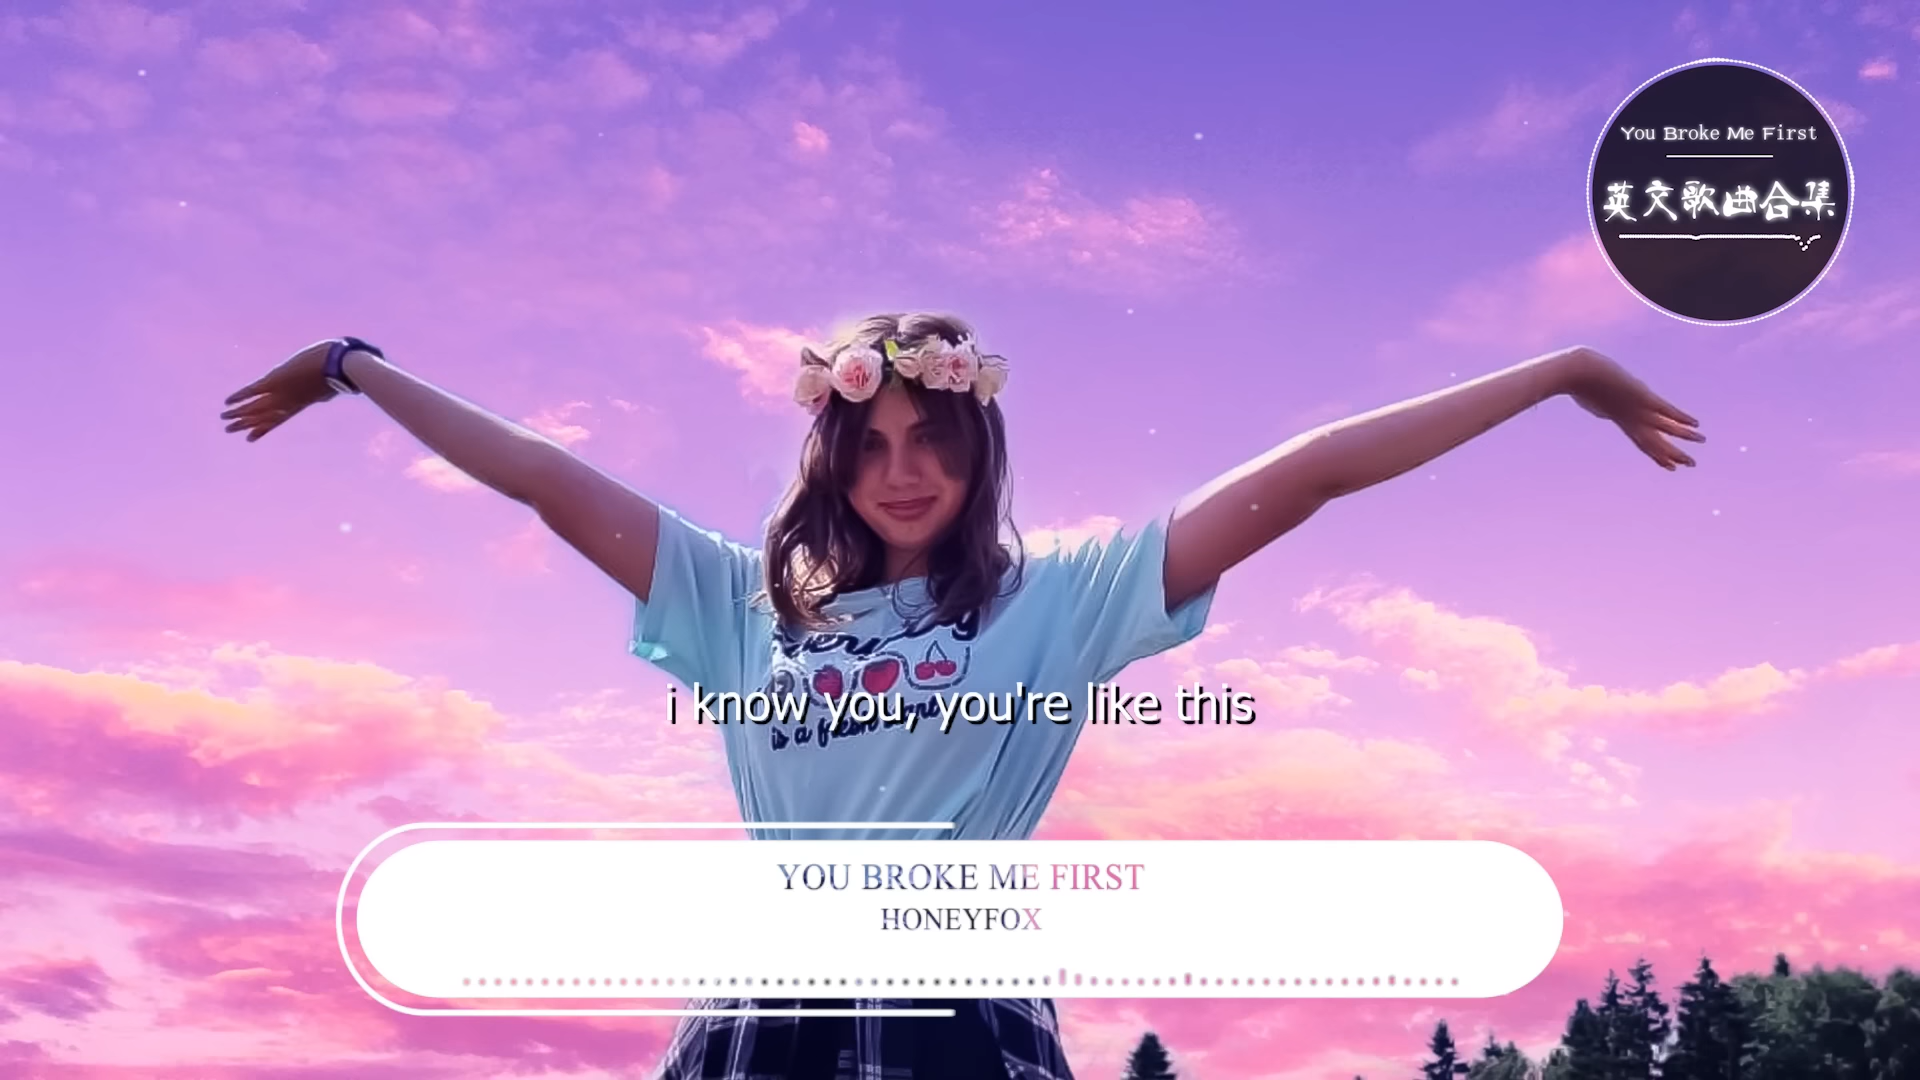 You Broke Me First
英文歌曲合集
is a
i know you, you're like this
YOU BROKE ME FIRST
HONEYFOX